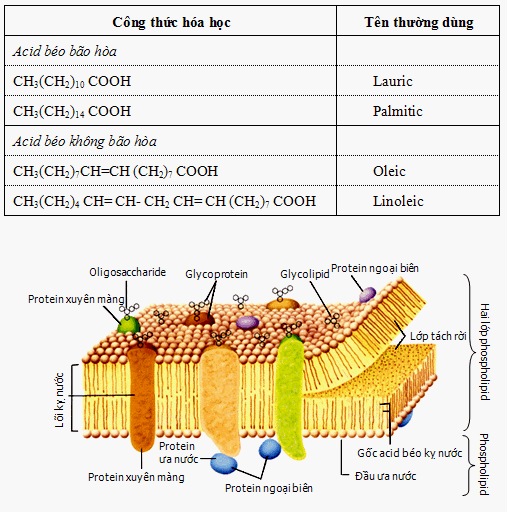 Công thức hóa học Tên thường dùng
Acid béo bão hòa
CH₃(CH₂)₁₀ COOH Lauric
CH₃(CH₂)₁₄ COOH Palmitic
Acid béo không bão hòa
CH₃(CH₂)₇CH=CH (CH₂)₇ COOH Oleic
CH₃(CH₂)₄ CH= CH- CH₂ CH= CH (CH₂)₇ COOH Linoleic
Oligosaccharide
Glycoprotein
Glycolipid
Protein ngoại biên
Protein xuyên màng
Lớp tách rời
Hai lớp phospholipid
Lõi kỵ nước
Protein
ưa nước
Gốc acid béo kỵ nước
Phospholipid
Protein xuyên màng
Protein ngoại biên
Đầu ưa nước